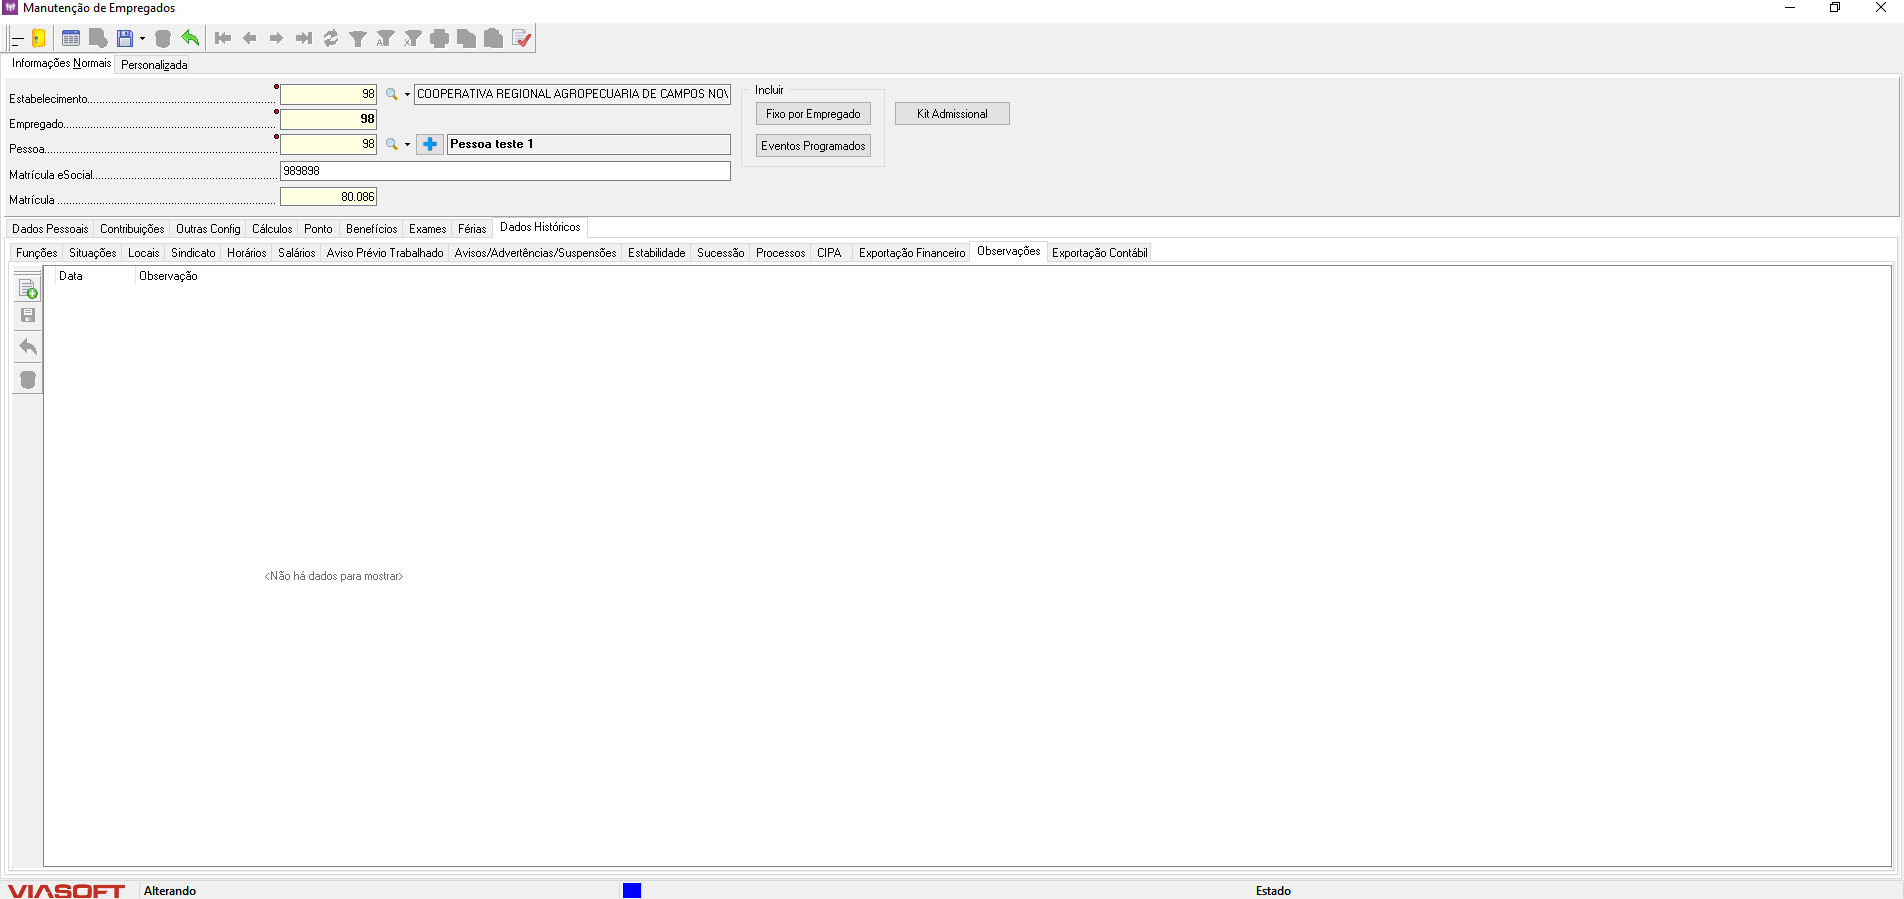 Manutenção de Empregados
Informações Normais Personalizada
Estabelecimento 98 COOPERATIVA REGIONAL AGROPECUARIA DE CAMPOS NOV
Empregado 98
Pessoa 98 Pessoa teste 1
Matrícula eSocial 989898
Matrícula 80.086
Incluir
Fixo por Empregado
Eventos Programados
Kit Admissional
Dados Pessoais Contribuições Outras Config Cálculos Ponto Benefícios Exames Férias Dados Históricos
Funções Situações Locais Sindicato Horários Salários Aviso Prévio Trabalhado Avisos/Advertências/Suspensões Estabilidade Sucessão Processos CIPA Exportação Financeiro Observações Exportação Contábil
Data Observação
<Não há dados para mostrar>
VIASOFT Alterando Estado